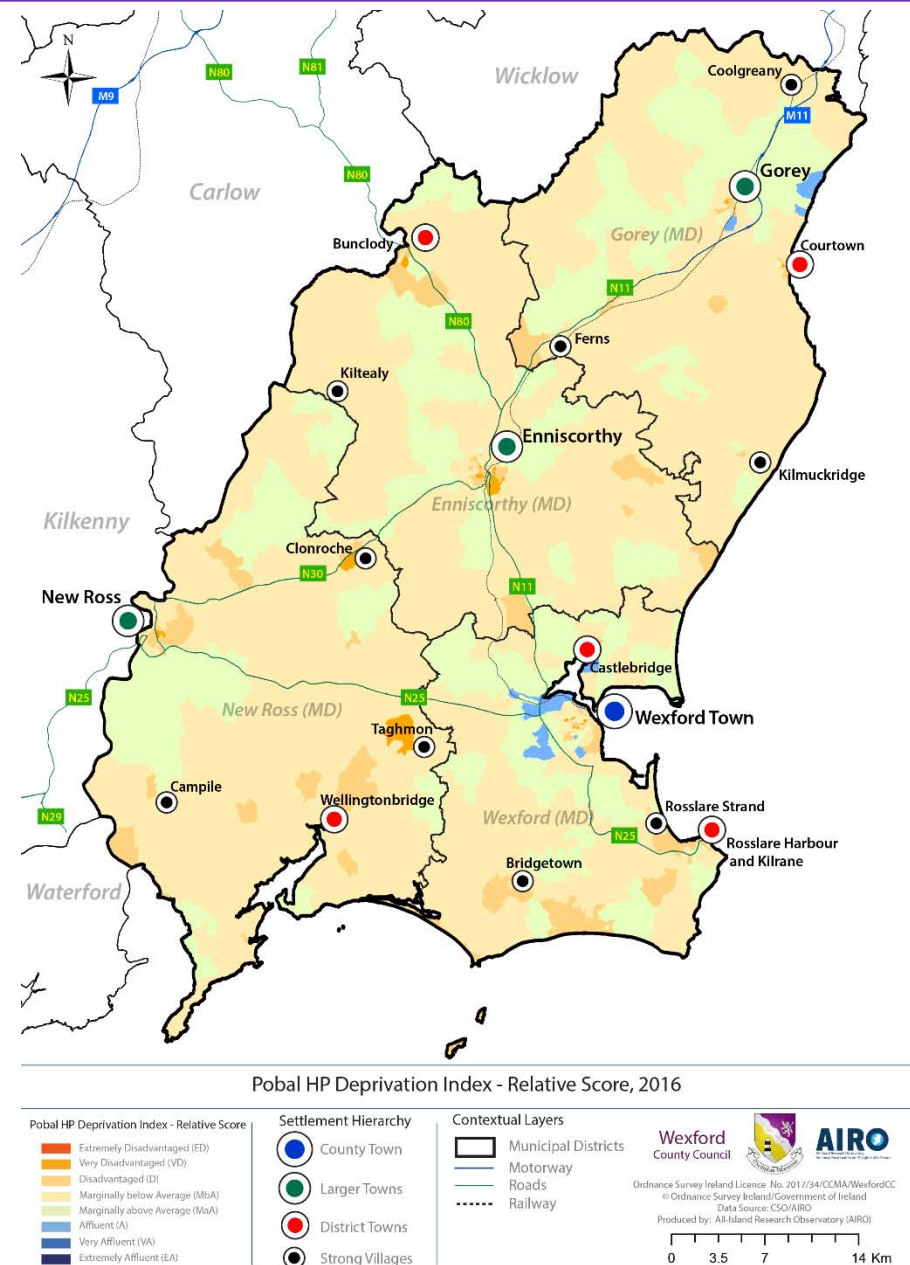 N
Wicklow
Coolgreany
N80
N81
M9
M11
Gorey
N80
Carlow
Gorey (MD)
Bunclody
Courtown
N11
N80
Ferns
Kiltealy
Enniscorthy
Kilmuckridge
Enniscorthy (MD)
Kilkenny
Clonroche
N30
N11
New Ross
Castlebridge
N25
N25
New Ross (MD)
Wexford Town
Taghmon
Campile
Wellingtonbridge
Rosslare Strand
N29
Wexford (MD)
N25
Rosslare Harbour
and Kilrane
Bridgetown
Waterford
Pobal HP Deprivation Index - Relative Score, 2016
Pobal HP Deprivation Index - Relative Score
Extremely Disadvantaged (ED)
Very Disadvantaged (VD)
Disadvantaged (D)
Marginally below Average (MbA)
Marginally above Average (MaA)
Affluent (A)
Very Affluent (VA)
Extremely Affluent (EA)
Settlement Hierarchy
County Town
Larger Towns
District Towns
Strong Villages
Contextual Layers
Municipal Districts
Motorway
Roads
Railway
Wexford
County Council
AIRO
Ordnance Survey Ireland Licence No. 2017/34/CCMA/WexfordCC
© Ordnance Survey Ireland/Government of Ireland
Data Source: CSO/AIRO
Produced by: All-Island Research Observatory (AIRO)
0 3.5 7 14 Km